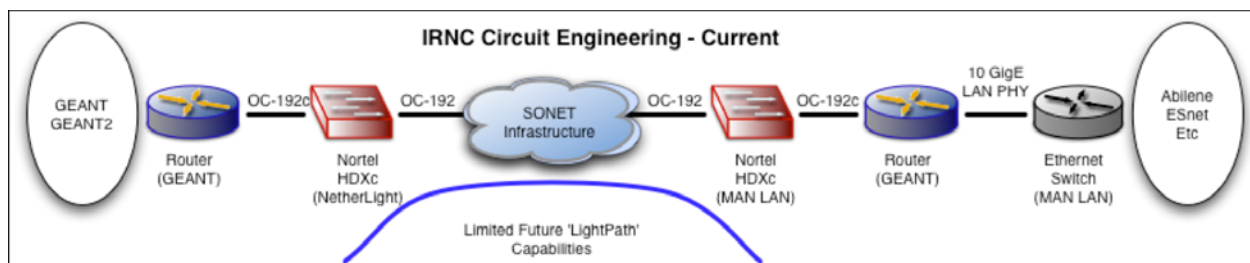 IRNC Circuit Engineering - Current
GEANT
GEANT2
Router
(GEANT)
OC-192c
Nortel
HDXc
(NetherLight)
OC-192
SONET
Infrastructure
OC-192
Nortel
HDXc
(MAN LAN)
OC-192c
Router
(GEANT)
10 GigE
LAN PHY
Ethernet
Switch
(MAN LAN)
Abilene
ESnet
Etc
Limited Future 'LightPath'
Capabilities